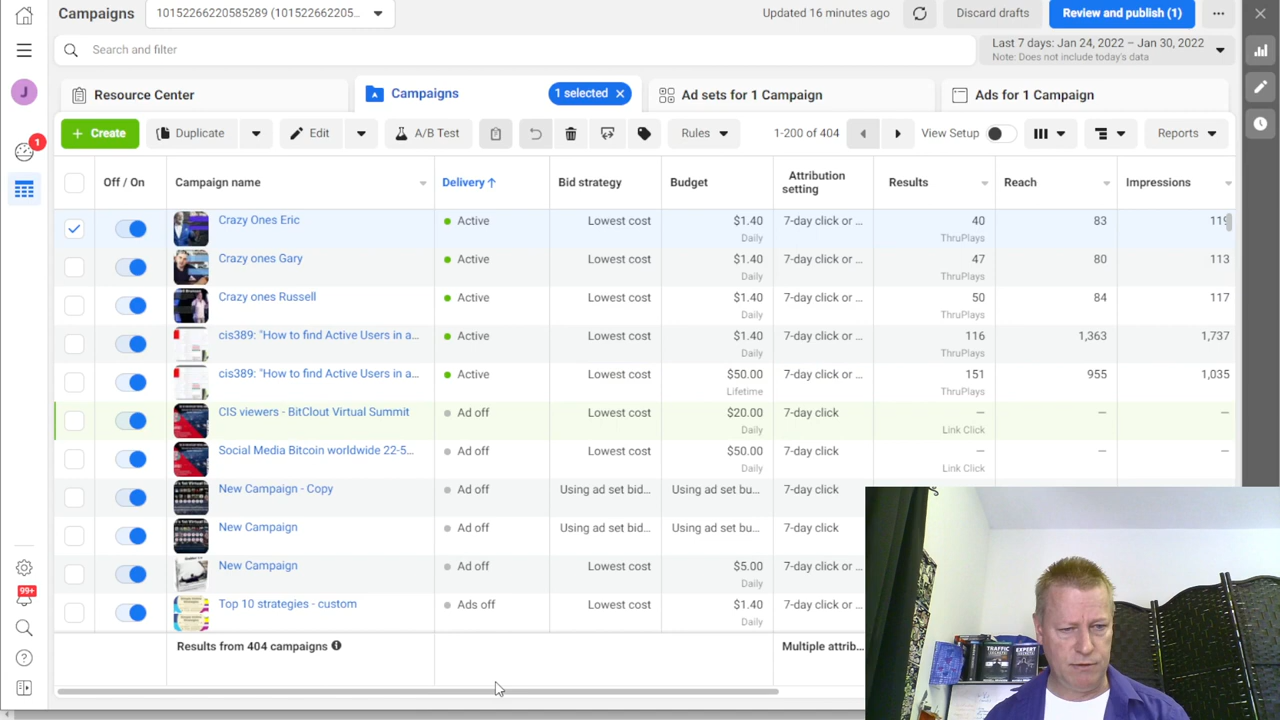 Campaigns
10152266220585289 (101522662205...
Updated 16 minutes ago
Discard drafts
Review and publish (1)
Search and filter
Last 7 days: Jan 24, 2022 – Jan 30, 2022
Note: Does not include today's data
J
Resource Center
Campaigns
1 selected
Ad sets for 1 Campaign
Ads for 1 Campaign
+ Create
Duplicate
Edit
A/B Test
Rules
1-200 of 404
View Setup
Reports
1
Off / On
Campaign name
Delivery ↑
Bid strategy
Budget
Attribution setting
Results
Reach
Impressions
Crazy Ones Eric Active Lowest cost $1.40 7-day click or ... 40 83 119
Daily ThruPlays
Crazy ones Gary Active Lowest cost $1.40 7-day click or ... 47 80 113
Daily ThruPlays
Crazy ones Russell Active Lowest cost $1.40 7-day click or ... 50 84 117
Daily ThruPlays
cis389: "How to find Active Users in a... Active Lowest cost $1.40 7-day click or ... 116 1,363 1,737
Daily ThruPlays
cis389: "How to find Active Users in a... Active Lowest cost $50.00 7-day click or ... 151 955 1,035
Lifetime ThruPlays
CIS viewers - BitClout Virtual Summit Ad off Lowest cost $20.00 7-day click — — —
Daily Link Click
Social Media Bitcoin worldwide 22-5... Ad off Lowest cost $50.00 7-day click — — —
Daily Link Click
New Campaign - Copy Ad off Using ad set bid... Using ad set bu... 7-day click
New Campaign Ad off Using ad set bid... Using ad set bu... 7-day click
New Campaign Ad off Lowest cost $5.00 7-day click or ...
Daily
Top 10 strategies - custom Ads off Lowest cost $1.40 7-day click or ...
Daily
99+
Results from 404 campaigns
Multiple attrib...
TRAFFIC
SECRETS
EXPERT
SECRETS